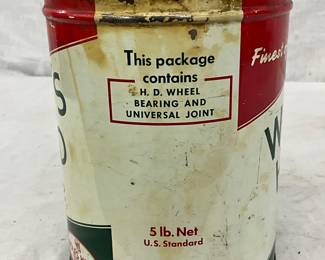 This package
contains
H. D. WHEEL
BEARING AND
UNIVERSAL JOINT
Finest
5 lb. Net
U.S. Standard